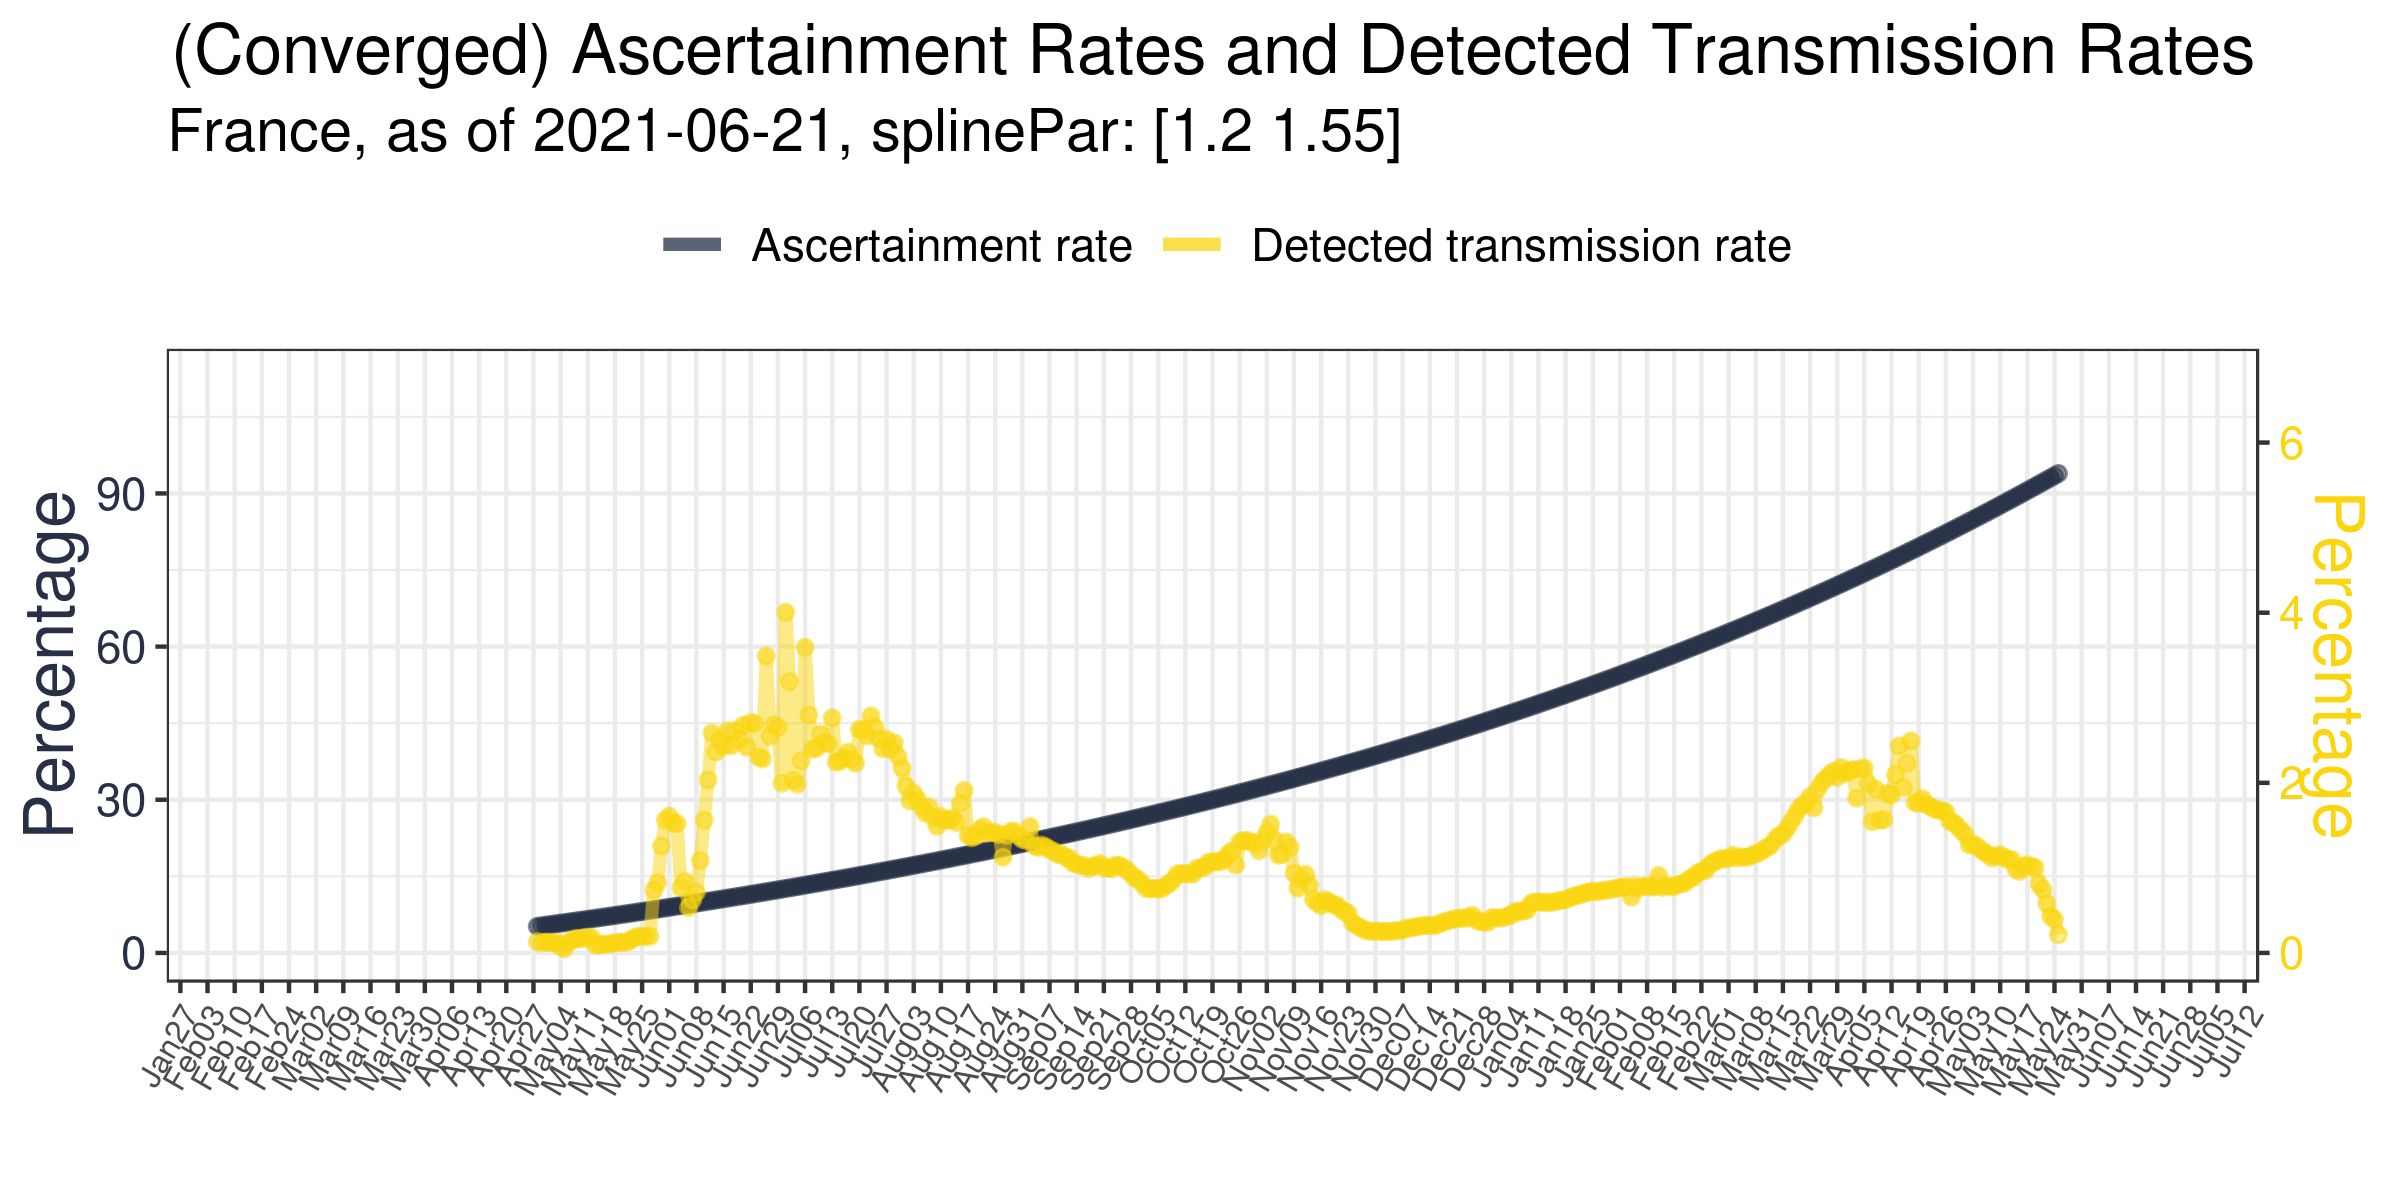 (Converged) Ascertainment Rates and Detected Transmission Rates
France, as of 2021-06-21, splinePar: [1.2 1.55]
Ascertainment rate
Detected transmission rate
Percentage
90
60
30
0
6
4
2
0
Percentage
Jan27
Feb03
Feb10
Feb17
Feb24
Mar02
Mar09
Mar16
Mar23
Mar30
Apr06
Apr13
Apr20
Apr27
May04
May11
May18
May25
Jun01
Jun08
Jun15
Jun22
Jun29
Jul06
Jul13
Jul20
Jul27
Aug03
Aug10
Aug17
Aug24
Aug31
Sep07
Sep14
Sep21
Sep28
Oct05
Oct12
Oct19
Oct26
Nov02
Nov09
Nov16
Nov23
Nov30
Dec07
Dec14
Dec21
Dec28
Jan04
Jan11
Jan18
Jan25
Feb01
Feb08
Feb15
Feb22
Mar01
Mar08
Mar15
Mar22
Mar29
Apr05
Apr12
Apr19
Apr26
May03
May10
May17
May24
May31
Jun07
Jun14
Jun21
Jun28
Jul05
Jul12